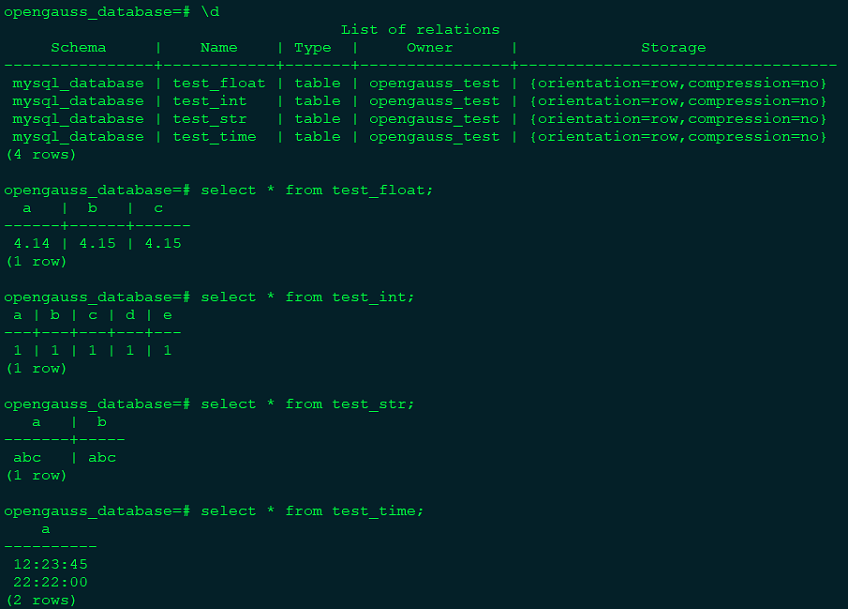 opengauss_database=# \d
                                    List of relations
     Schema     |    Name    | Type  |     Owner      |             Storage
----------------+------------+-------+----------------+----------------------------------
 mysql_database | test_float | table | opengauss_test | {orientation=row,compression=no}
 mysql_database | test_int   | table | opengauss_test | {orientation=row,compression=no}
 mysql_database | test_str   | table | opengauss_test | {orientation=row,compression=no}
 mysql_database | test_time  | table | opengauss_test | {orientation=row,compression=no}
(4 rows)

opengauss_database=# select * from test_float;
  a   |  b   |  c
------+------+------
 4.14 | 4.15 | 4.15
(1 row)

opengauss_database=# select * from test_int;
 a | b | c | d | e
---+---+---+---+---
 1 | 1 | 1 | 1 | 1
(1 row)

opengauss_database=# select * from test_str;
   a   |  b
-------+-----
 abc   | abc
(1 row)

opengauss_database=# select * from test_time;
    a
----------
 12:23:45
 22:22:00
(2 rows)